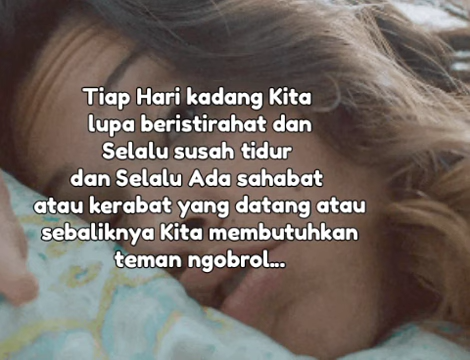 Tiap Hari kadang Kita
lupa beristirahat dan
Selalu susah tidur
dan Selalu Ada sahabat
atau kerabat yang datang atau
sebaliknya Kita membutuhkan
teman ngobrol...